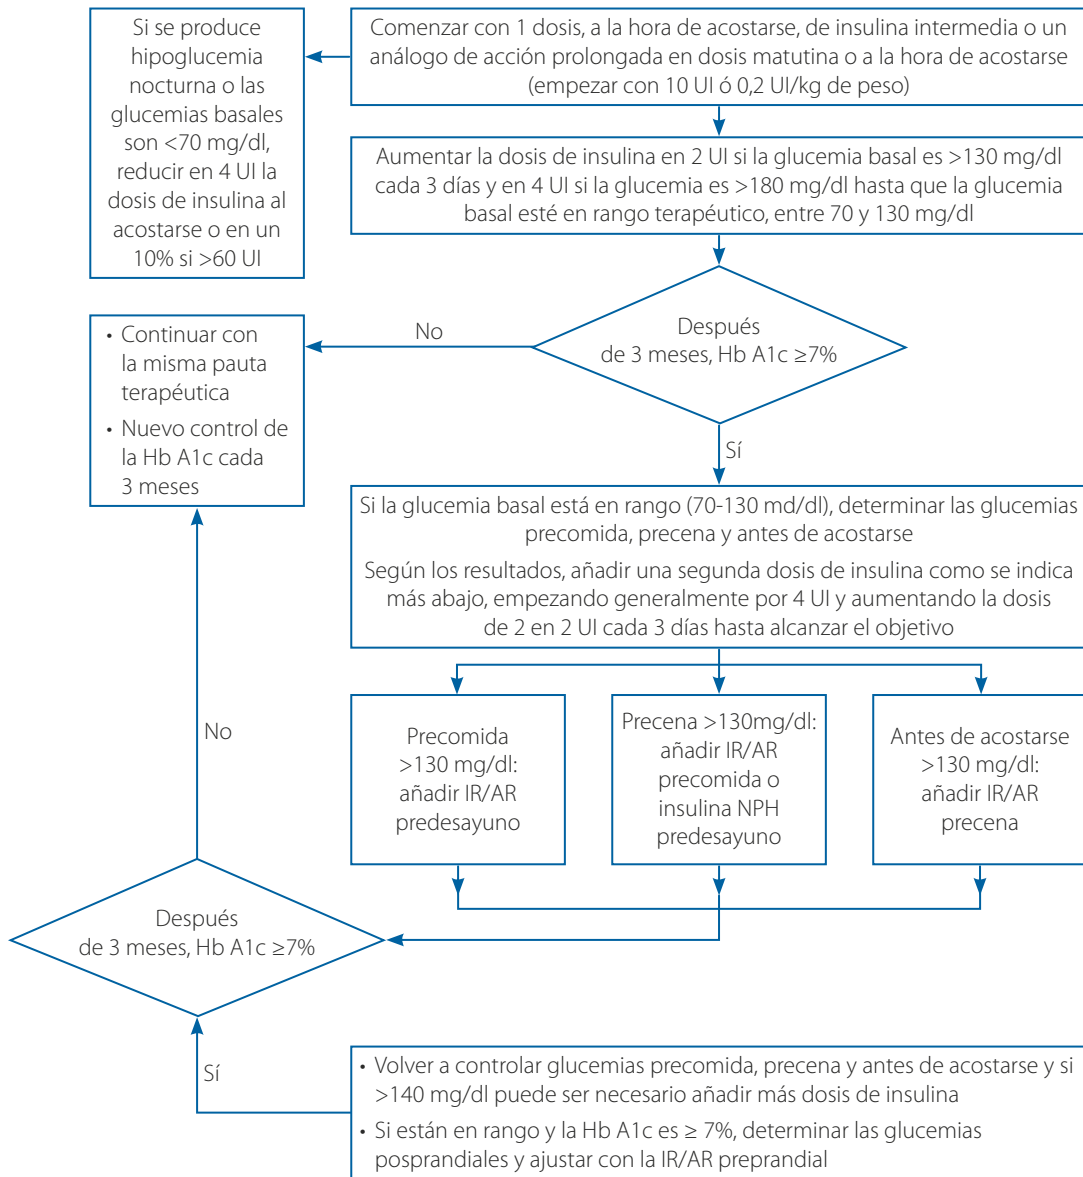 Si se produce
hipoglucemia
nocturna o las
glucemias basales
son <70 mg/dl,
reducir en 4 UI la
dosis de insulina al
acostarse o en un
10% si >60 UI
Comenzar con 1 dosis, a la hora de acostarse, de insulina intermedia o un
análogo de acción prolongada en dosis matutina o a la hora de acostarse
(empezar con 10 UI ó 0,2 UI/kg de peso)
Aumentar la dosis de insulina en 2 UI si la glucemia basal es >130 mg/dl
cada 3 días y en 4 UI si la glucemia es >180 mg/dl hasta que la glucemia
basal esté en rango terapéutico, entre 70 y 130 mg/dl
Después
de 3 meses, Hb A1c ≥7%
No
• Continuar con
la misma pauta
terapéutica
• Nuevo control de
la Hb A1c cada
3 meses
Sí
Si la glucemia basal está en rango (70-130 md/dl), determinar las glucemias
precomida, precena y antes de acostarse
Según los resultados, añadir una segunda dosis de insulina como se indica
más abajo, empezando generalmente por 4 UI y aumentando la dosis
de 2 en 2 UI cada 3 días hasta alcanzar el objetivo
Precomida
>130 mg/dl:
añadir IR/AR
predesayuno
Precena >130mg/dl:
añadir IR/AR
precomida o
insulina NPH
predesayuno
Antes de acostarse
>130 mg/dl:
añadir IR/AR
precena
No
Después
de 3 meses, Hb A1c ≥7%
Sí
• Volver a controlar glucemias precomida, precena y antes de acostarse y si
>140 mg/dl puede ser necesario añadir más dosis de insulina
• Si están en rango y la Hb A1c es ≥ 7%, determinar las glucemias
posprandiales y ajustar con la IR/AR preprandial